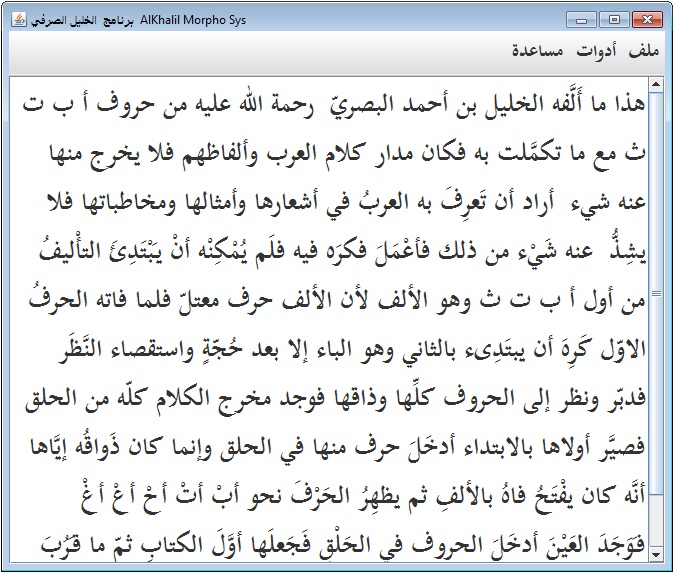 برنامج الخليل الصرفي AlKhalil Morpho Sys
ملف أدوات مساعدة
هذا ما أَلَّفه الخليل بن أحمد البصريّ رحمة الله عليه من حروف أ ب ت
ث مع ما تكمَّلت به فكان مدار كلام العرب وألفاظهم فلا يخرج منها
عنه شيء أراد أن تَعرِفَ به العربُ في أشعارها وأمثالها ومخاطباتها فلا
يشِذُّ عنه شَيْء من ذلك فأعْمَلَ فكرَه فيه فلَم يُمْكِنْه أنْ يَبْتَدِئَ التأْليفُ
من أول أ ب ت ث وهو الألف لأن الألف حرف معتلّ فلما فاته الحرفُ
الاوّل كَرِهَ أن يبتَدِىء بالثاني وهو الباء إلا بعد حُجّةٍ واستقصاء النَّظَر
فدبّر ونظر إلى الحروف كلِّها وذاقها فوجد مخرج الكلام كلّه من الحلق
فصيَّر أولاها بالابتداء أدخَلَ حرف منها في الحلق وإنما كان ذَواقُه إيَّاها
أنَّه كان يفْتَحُ فاهُ بالألفِ ثم يظهِرُ الحَرْفَ نحو أبْ أتْ أحْ أعْ أغْ
فوَجَدَ العَيْنَ أدخَلَ الحروف في الحَلْقِ فَجَعلَها أوَّلَ الكتابِ ثمّ ما قرُبَ